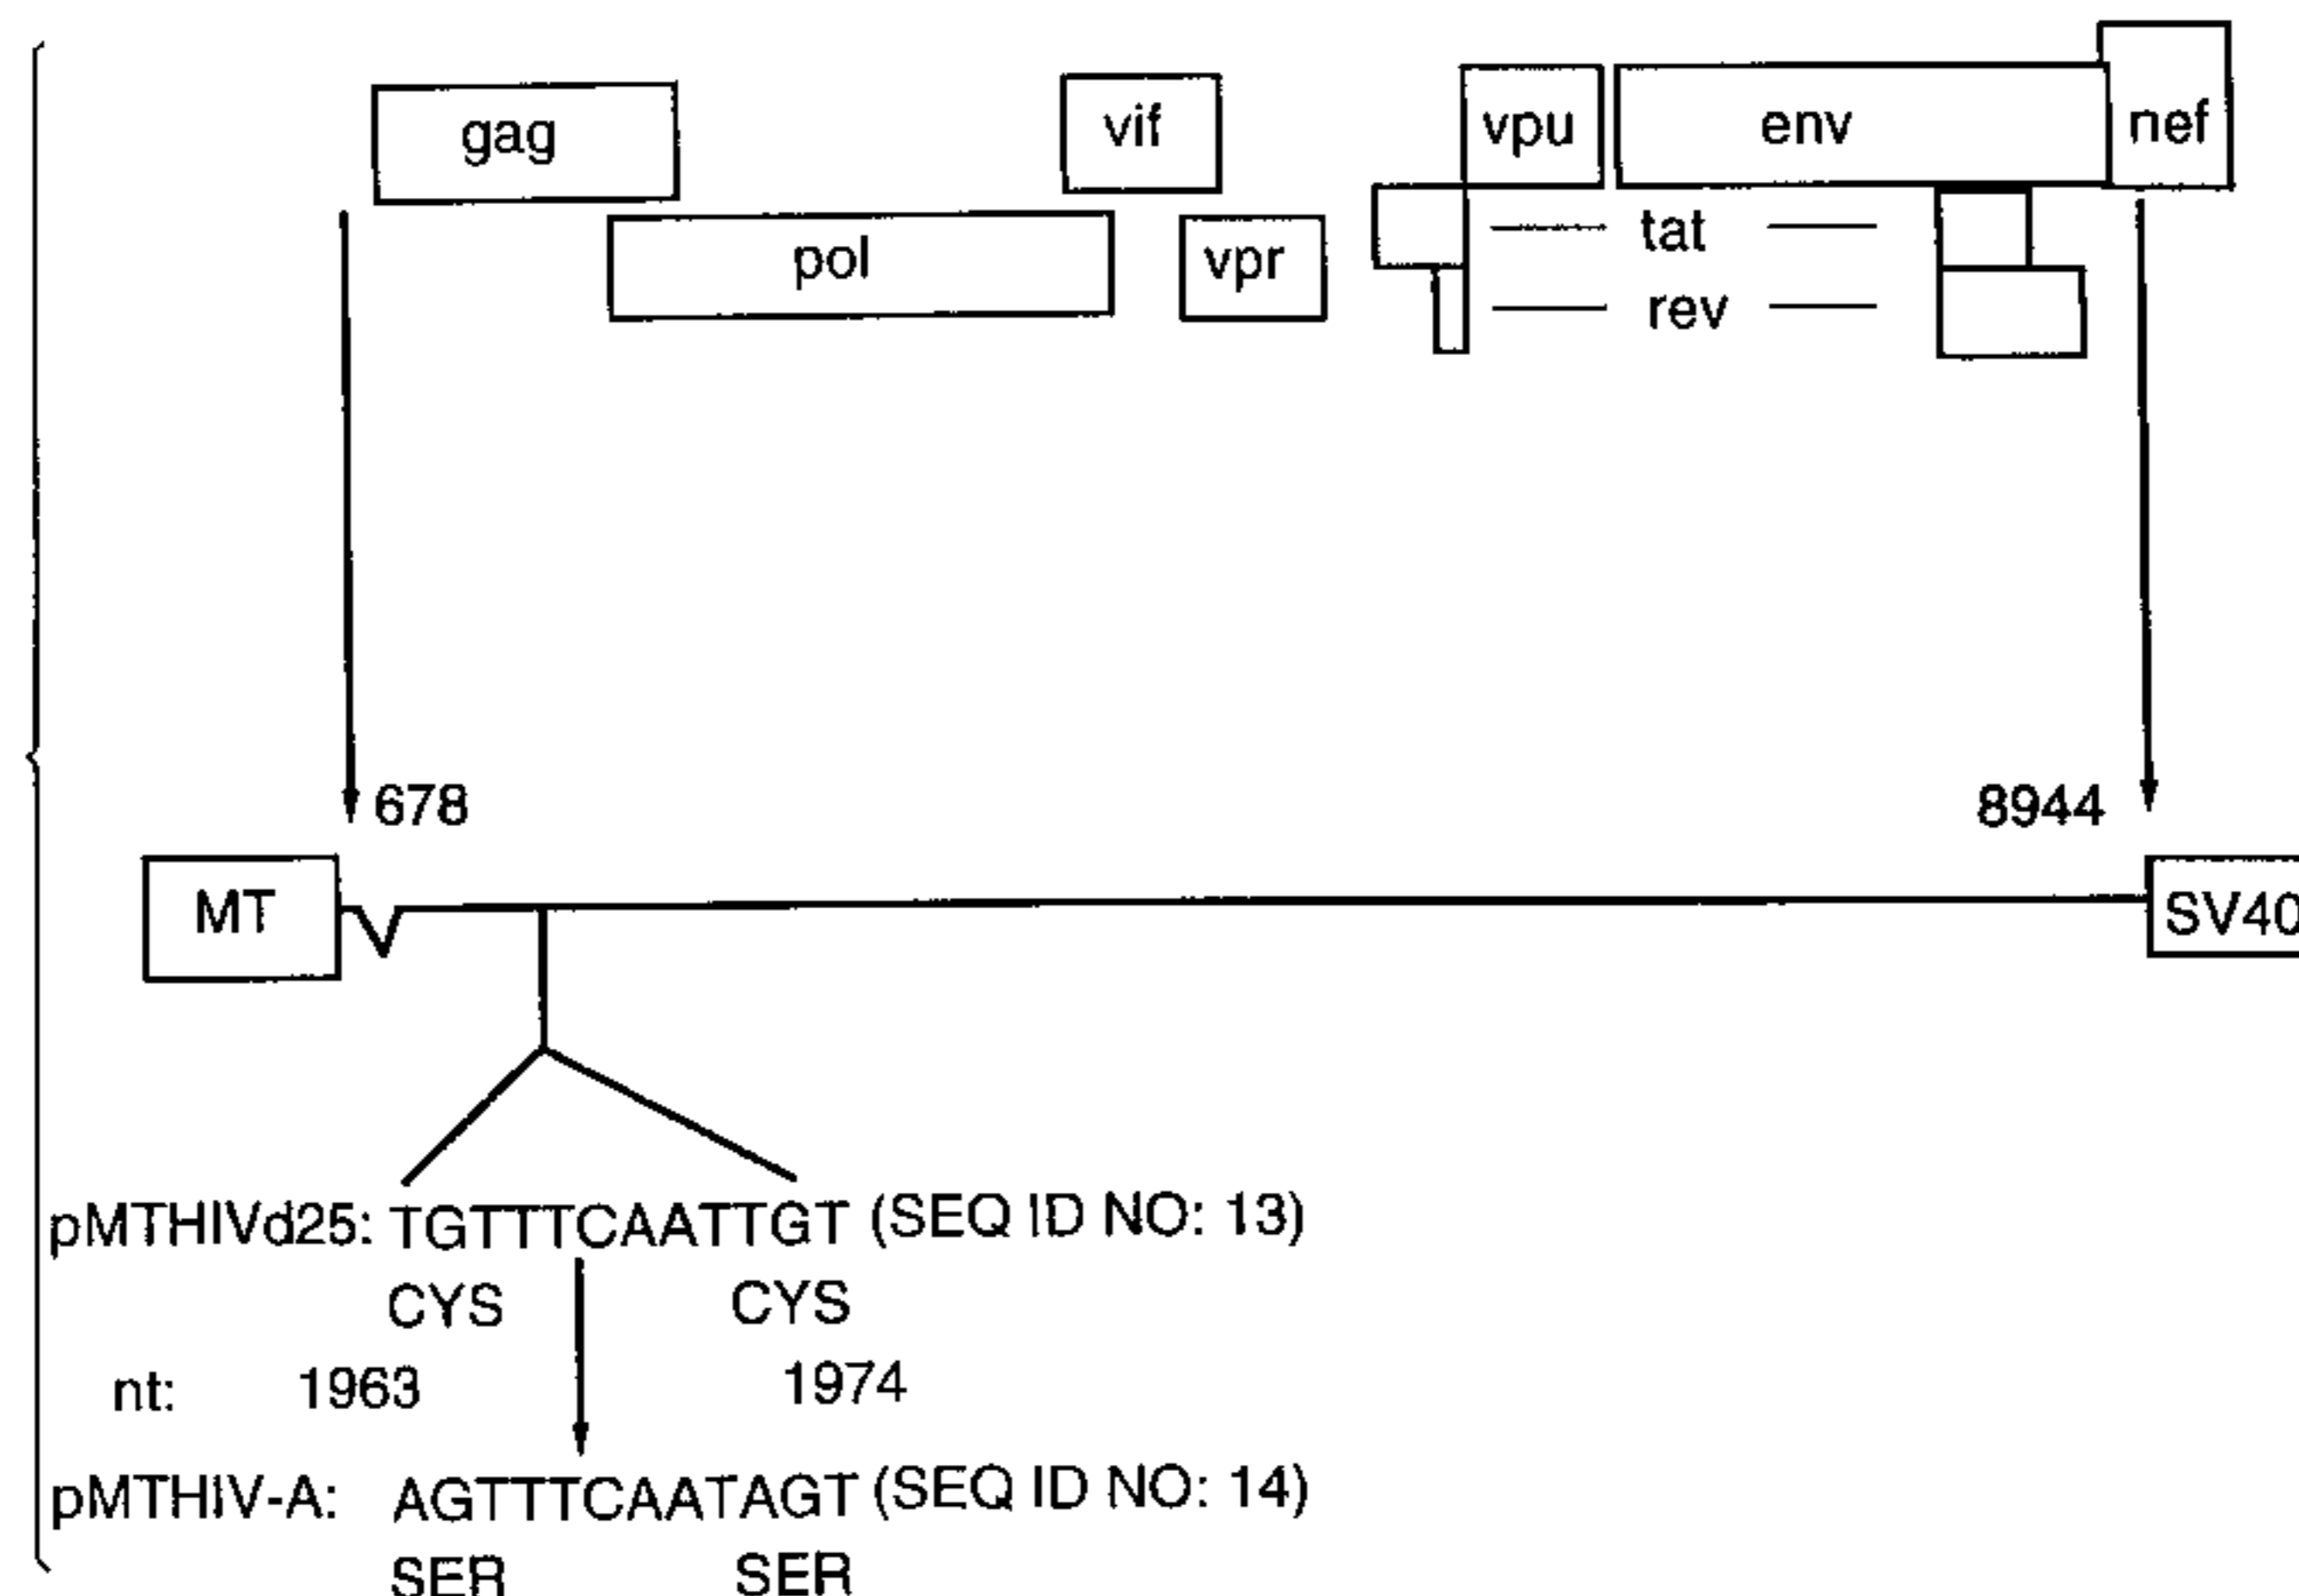 gag vif vpu env nef
pol vpr tat
rev
678 8944
MT SV40
pMTHIVd25: TGTTTCAATTGT (SEQ ID NO: 13)
CYS CYS
nt: 1963 1974
pMTHIV-A: AGTTTCAATAGT (SEQ ID NO: 14)
SER SER